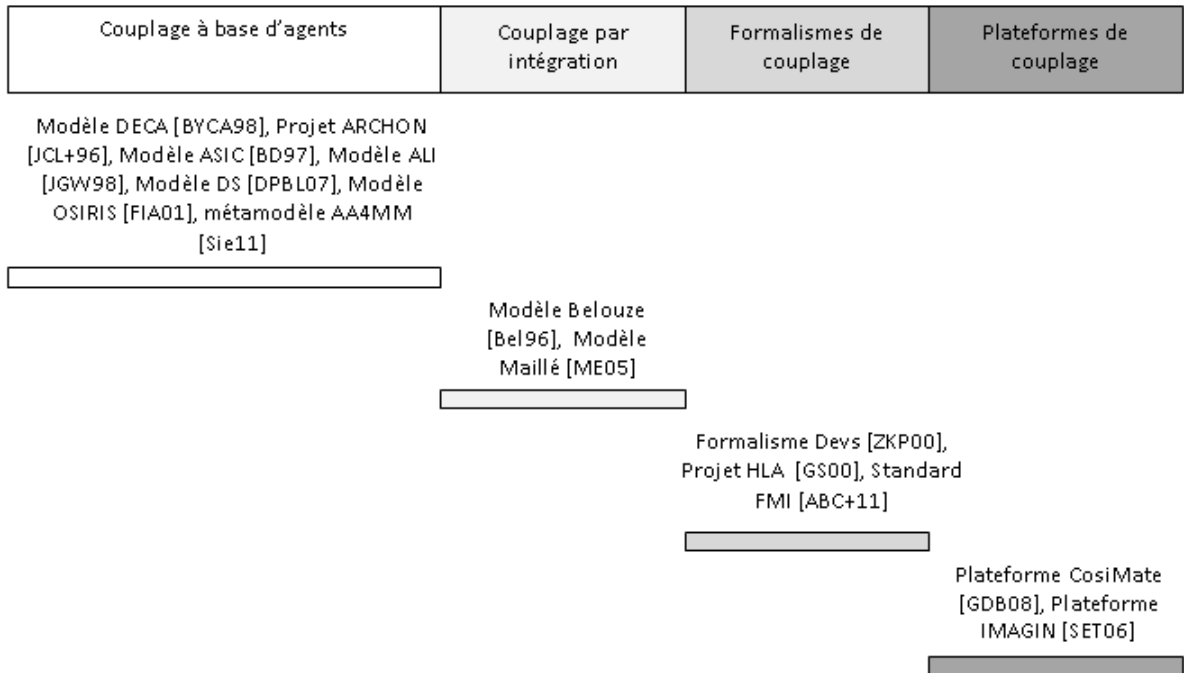 Couplage à base d'agents
Couplage par
intégration
Formalismes de
couplage
Plateformes de
couplage
Modèle DECA [BYCA98], Projet ARCHON
[JCL+96], Modèle ASIC [BD97], Modèle ALI
[JGW98], Modèle DS [DPBL07], Modèle
OSIRIS [FIA01], métamodèle AA4MM
[Sie11]
Modèle Belouze
[Bel96], Modèle
Maillé [ME05]
Formalisme Devs [ZKP00],
Projet HLA [GS00], Standard
FMI [ABC+11]
Plateforme CosiMate
[GDB08], Plateforme
IMAGIN [SET06]